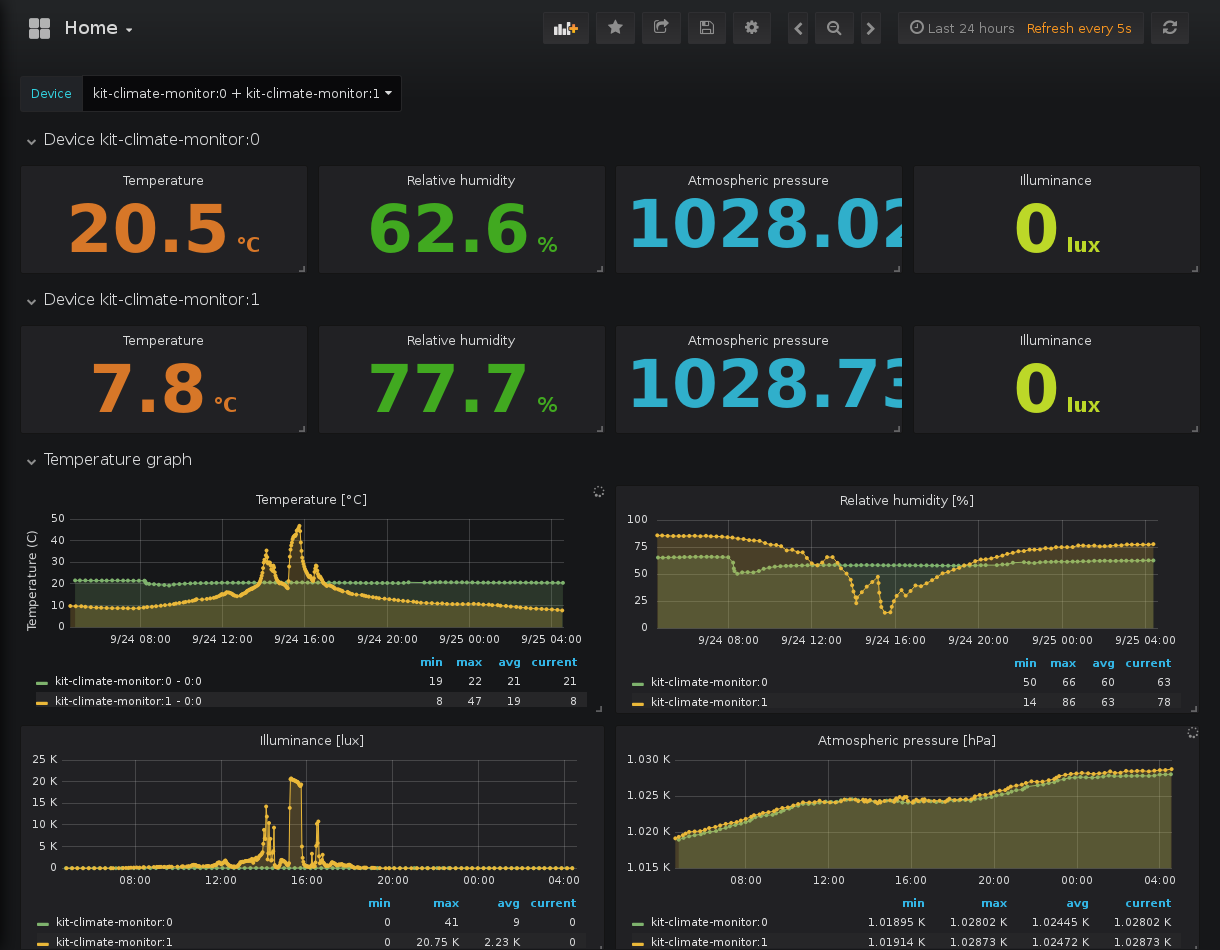 Home
Last 24 hours Refresh every 5s
Device kit-climate-monitor:0 + kit-climate-monitor:1
Device kit-climate-monitor:0
Temperature Relative humidity Atmospheric pressure Illuminance
20.5 °C 62.6 % 1028.02 0 lux
Device kit-climate-monitor:1
Temperature Relative humidity Atmospheric pressure Illuminance
7.8 °C 77.7 % 1028.73 0 lux
Temperature graph
Temperature [°C]
Temperature (C)
50
40
30
20
10
0
9/24 08:00 9/24 12:00 9/24 16:00 9/24 20:00 9/25 00:00 9/25 04:00
min max avg current
kit-climate-monitor:0 - 0:0 19 22 21 21
kit-climate-monitor:1 - 0:0 8 47 19 8
Relative humidity [%]
100
75
50
25
0
9/24 08:00 9/24 12:00 9/24 16:00 9/24 20:00 9/25 00:00 9/25 04:00
min max avg current
kit-climate-monitor:0 50 66 60 63
kit-climate-monitor:1 14 86 63 78
Illuminance [lux]
25 K
20 K
15 K
10 K
5 K
0
08:00 12:00 16:00 20:00 00:00 04:00
min max avg current
kit-climate-monitor:0 0 41 9 0
kit-climate-monitor:1 0 20.75 K 2.23 K 0
Atmospheric pressure [hPa]
1.030 K
1.025 K
1.020 K
1.015 K
08:00 12:00 16:00 20:00 00:00 04:00
min max avg current
kit-climate-monitor:0 1.01895 K 1.02802 K 1.02445 K 1.02802 K
kit-climate-monitor:1 1.01914 K 1.02873 K 1.02472 K 1.02873 K